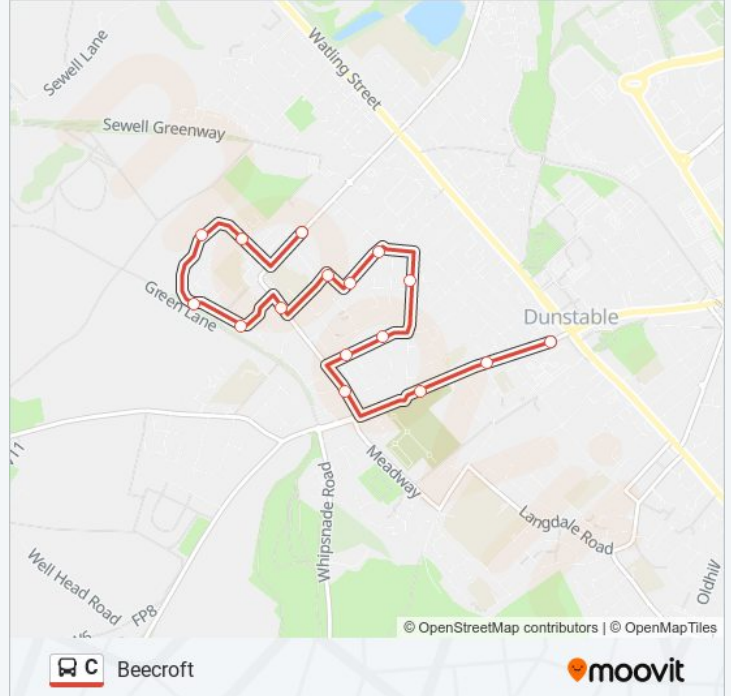 Sewell Lane
Watling Street
Sewell Greenway
Green Lane
Dunstable
Meadway
Whipsnade Road
Langdale Road
Well Head Road
FP8
© OpenStreetMap contributors | © OpenMapTiles
C Beecroft
moovit